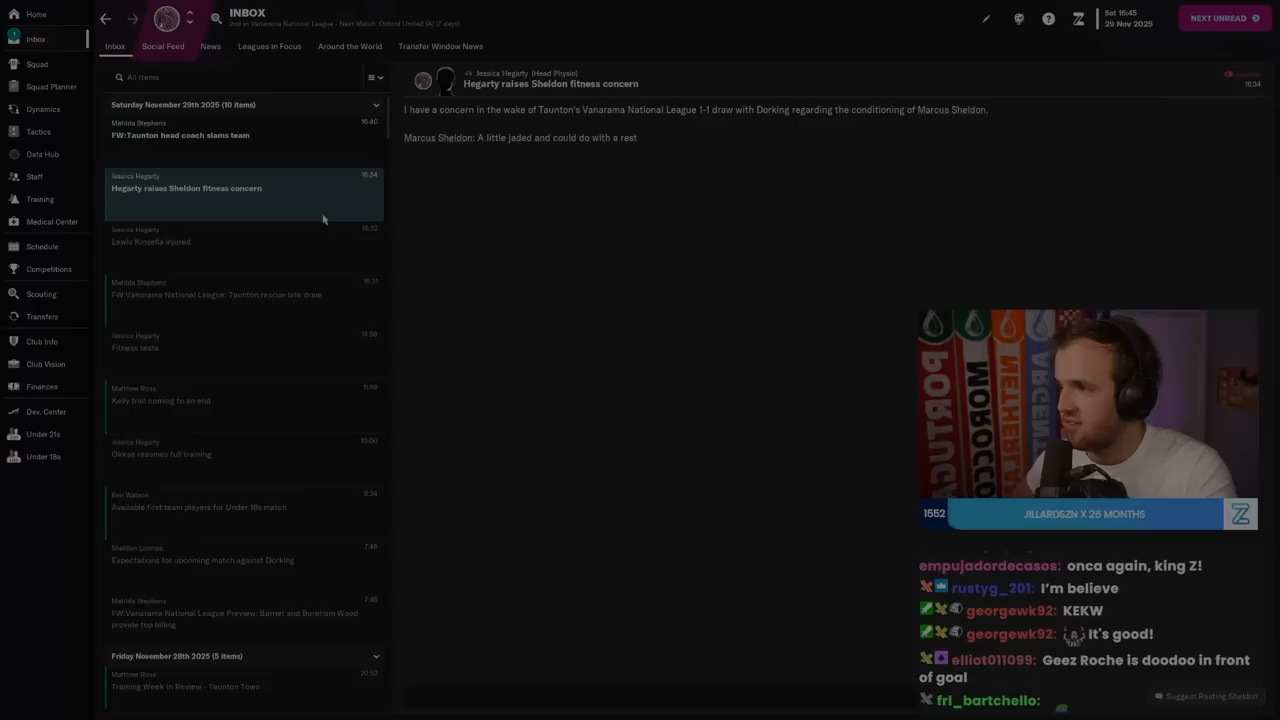 Home
Inbox
Squad
Squad Planner
Dynamics
Tactics
Data Hub
Staff
Training
Medical Center
Schedule
Competitions
Scouting
Transfers
Club Info
Club Vision
Finances
Dev. Center
Under 21s
Under 18s
INBOX
2nd in Vanarama National League - Next Match: Oxford United (A) (7 days)
Sat 16:45
29 Nov 2025
NEXT UNREAD
Inbox
Social Feed
News
Leagues in Focus
Around the World
Transfer Window News
All Items
Saturday November 29th 2025 (10 items)
Matilda Stephens 16:40
FW:Taunton head coach slams team
Jessica Hegarty 16:34
Hegarty raises Sheldon fitness concern
Jessica Hegarty 16:32
Lewis Kinsella injured
Matilda Stephens 16:31
FW:Vanarama National League: Taunton rescue late draw
Jessica Hegarty 14:58
Fitness tests
Matthew Ross 11:59
Kelly trial coming to an end
Jessica Hegarty 10:00
Okkas resumes full training
Ben Watson 8:34
Available first team players for Under 18s match
Sheldon Loomes 7:46
Expectations for upcoming match against Dorking
Matilda Stephens 7:46
FW:Vanarama National League Preview: Barnet and Boreham Wood
provide top billing
Friday November 28th 2025 (5 items)
Matthew Ross 20:52
Training Week in Review - Taunton Town
Jessica Hegarty (Head Physio)
Hegarty raises Sheldon fitness concern
16:34
I have a concern in the wake of Taunton's Vanarama National League 1-1 draw with Dorking regarding the conditioning of Marcus Sheldon.
Marcus Sheldon: A little jaded and could do with a rest
1552
JILLARDSZN X 26 MONTHS
Z
empujadordecasos: onca again, king Z!
rustyg_201: I'm believe
georgewk92: KEKW
georgewk92: It's good!
elliot011099: Geez Roche is doodoo in front
of goal
frl_bartchello:
Suggest Resting Sheldon